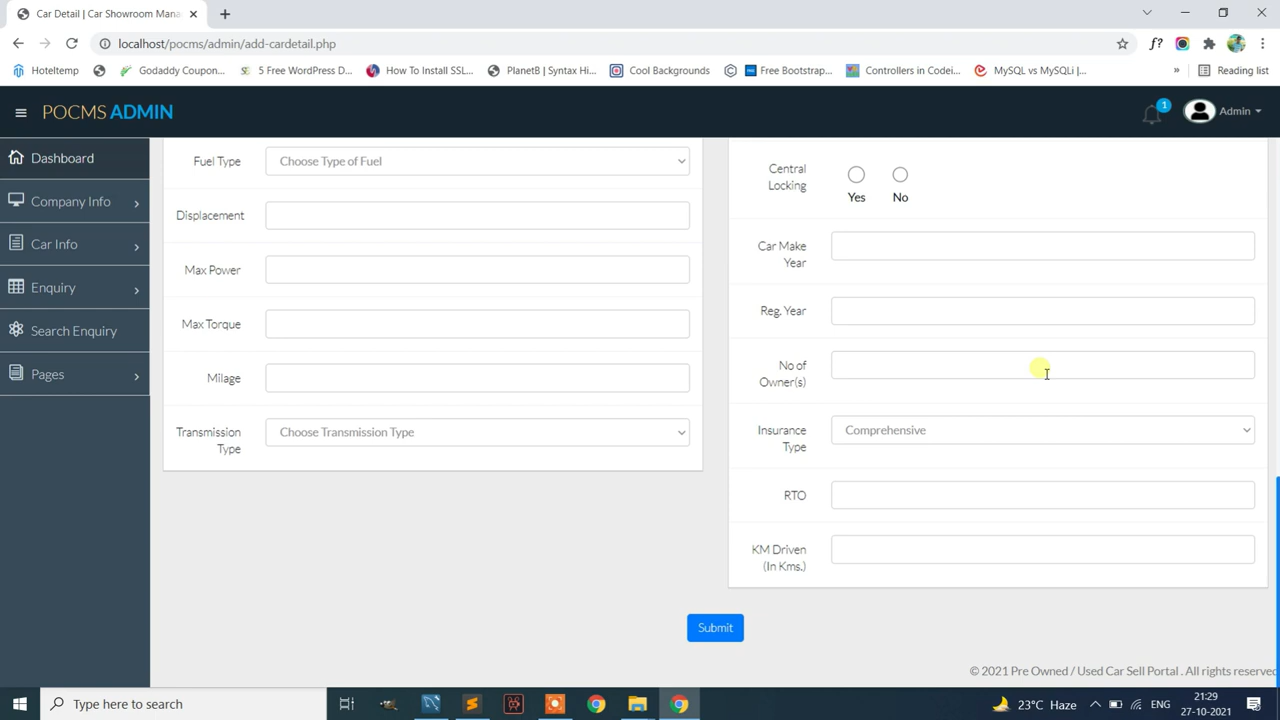 Car Detail | Car Showroom Mana
localhost/pocms/admin/add-cardetail.php
f?
Hoteltemp
Godaddy Coupon...
5 Free WordPress D...
How To Install SSL...
PlanetB | Syntax Hi...
Cool Backgrounds
Free Bootstrap...
Controllers in Codei...
MySQL vs MySQLi |...
»
Reading list
POCMS ADMIN
1
Admin
Dashboard
Company Info
Car Info
Enquiry
Search Enquiry
Pages
Fuel Type
Choose Type of Fuel
Displacement
Max Power
Max Torque
Milage
Transmission
Type
Choose Transmission Type
Central
Locking
Yes
No
Car Make
Year
Reg. Year
No of
Owner(s)
Insurance
Type
Comprehensive
RTO
KM Driven
(In Kms.)
Submit
© 2021 Pre Owned / Used Car Sell Portal . All rights reserved
Type here to search
23°C Haze
ENG
21:29
27-10-2021